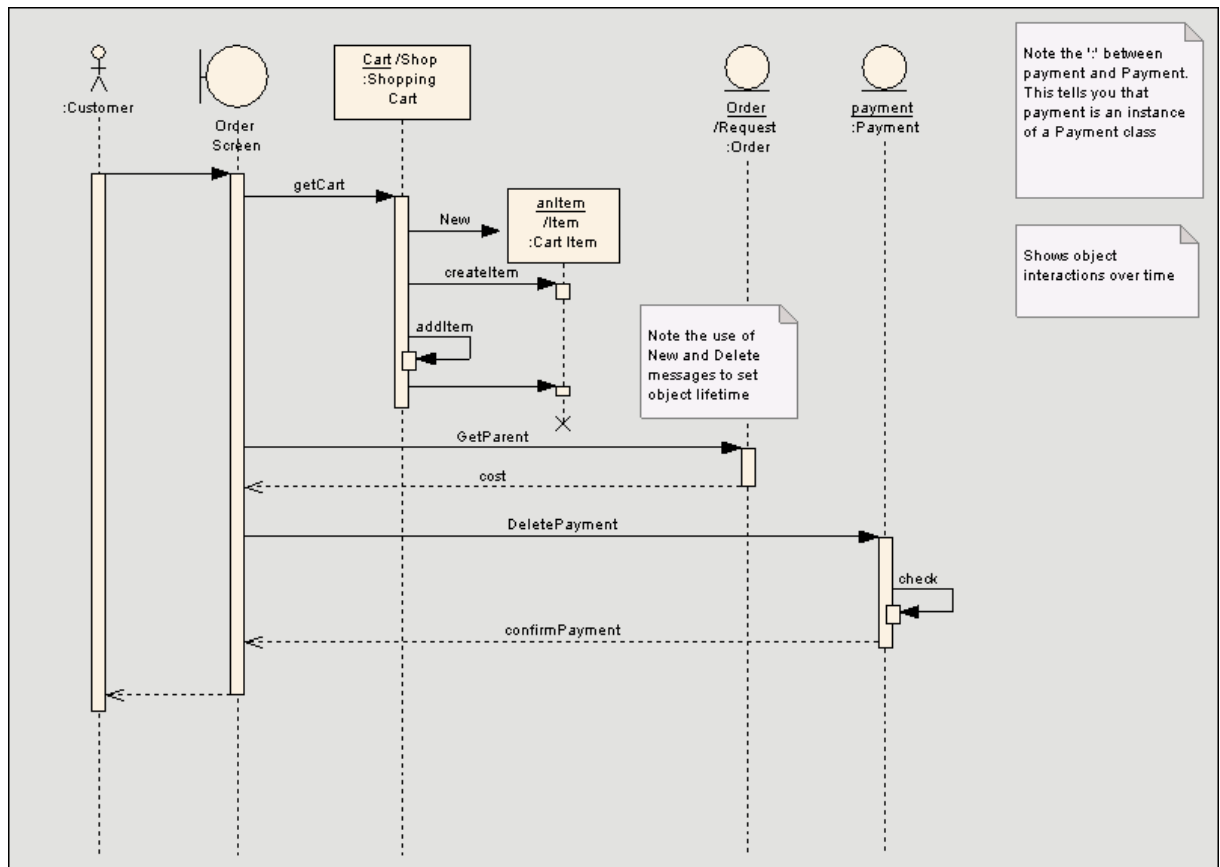 :Customer
Order
Screen
Cart /Shop
:Shopping
Cart
Order
/Request
:Order
payment
:Payment
Note the ':' between
payment and Payment.
This tells you that
payment is an instance
of a Payment class
getCart
New
anItem
/Item
:Cart Item
createItem
Shows object
interactions over time
addItem
Note the use of
New and Delete
messages to set
object lifetime
GetParent
cost
DeletePayment
check
confirmPayment